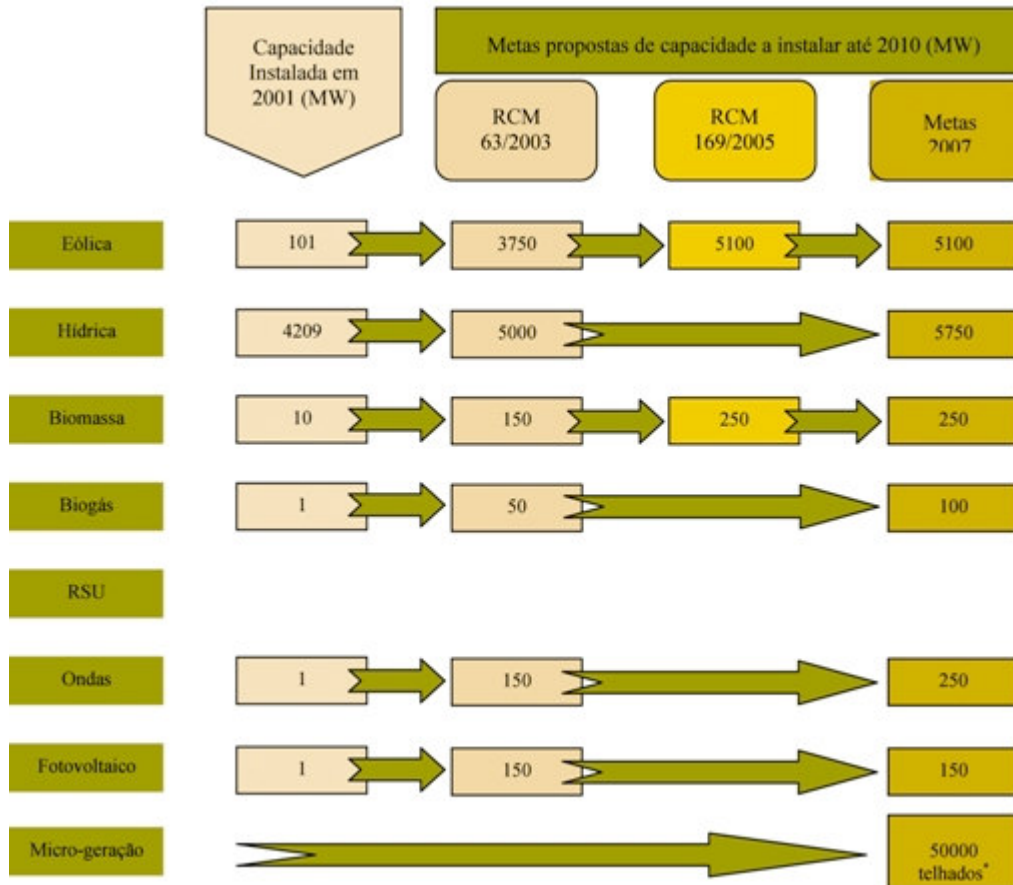 Capacidade
Instalada em
2001 (MW)
Metas propostas de capacidade a instalar até 2010 (MW)
RCM
63/2003
RCM
169/2005
Metas
2007
Eólica
101
3750
5100
5100
Hídrica
4209
5000
5750
Biomassa
10
150
250
250
Biogás
1
50
100
RSU
Ondas
1
150
250
Fotovoltaico
1
150
150
Micro-geração
50000
telhados*